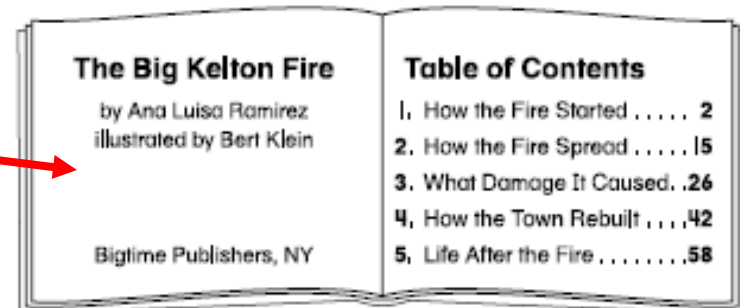 The Big Kelton Fire
by Ana Luisa Ramirez
illustrated by Bert Klein
Bigtime Publishers, NY
Table of Contents
1. How the Fire Started . . . . . 2
2. How the Fire Spread . . . . . 15
3. What Damage It Caused. .26
4. How the Town Rebuilt . . . .42
5. Life After the Fire . . . . . . . .58